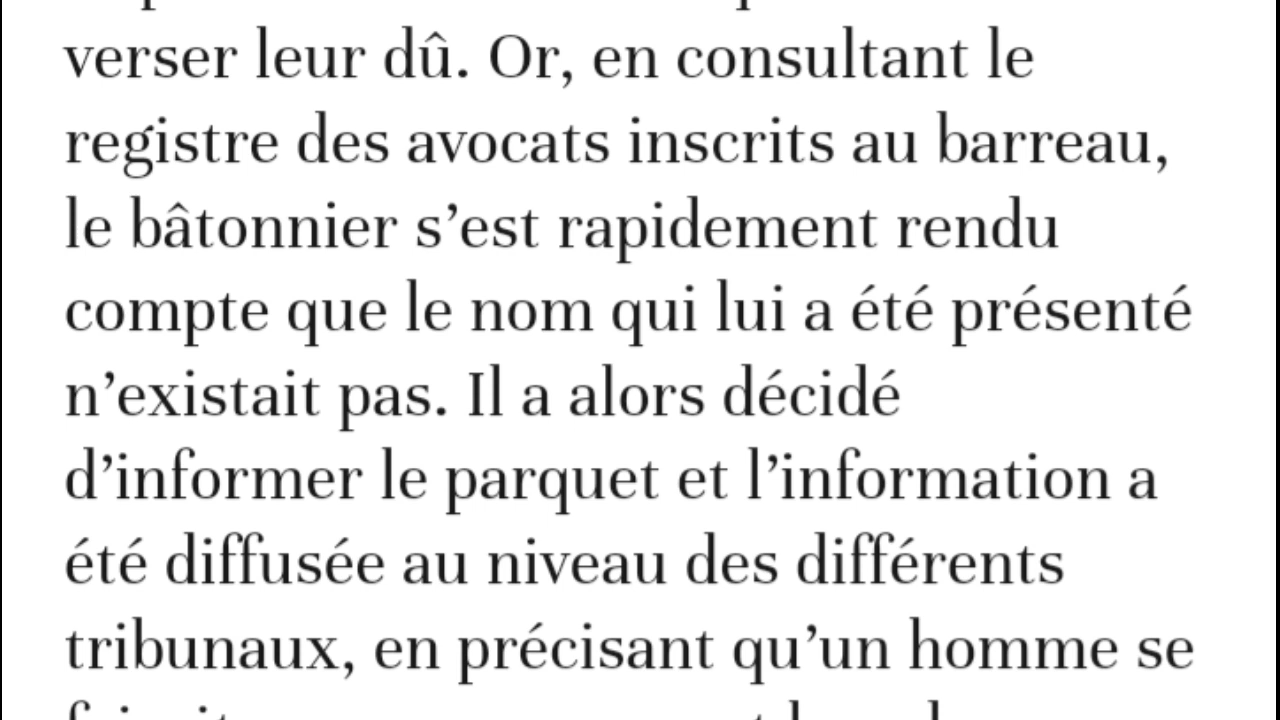 verser leur dû. Or, en consultant le
registre des avocats inscrits au barreau,
le bâtonnier s’est rapidement rendu
compte que le nom qui lui a été présenté
n’existait pas. Il a alors décidé
d’informer le parquet et l’information a
été diffusée au niveau des différents
tribunaux, en précisant qu’un homme se